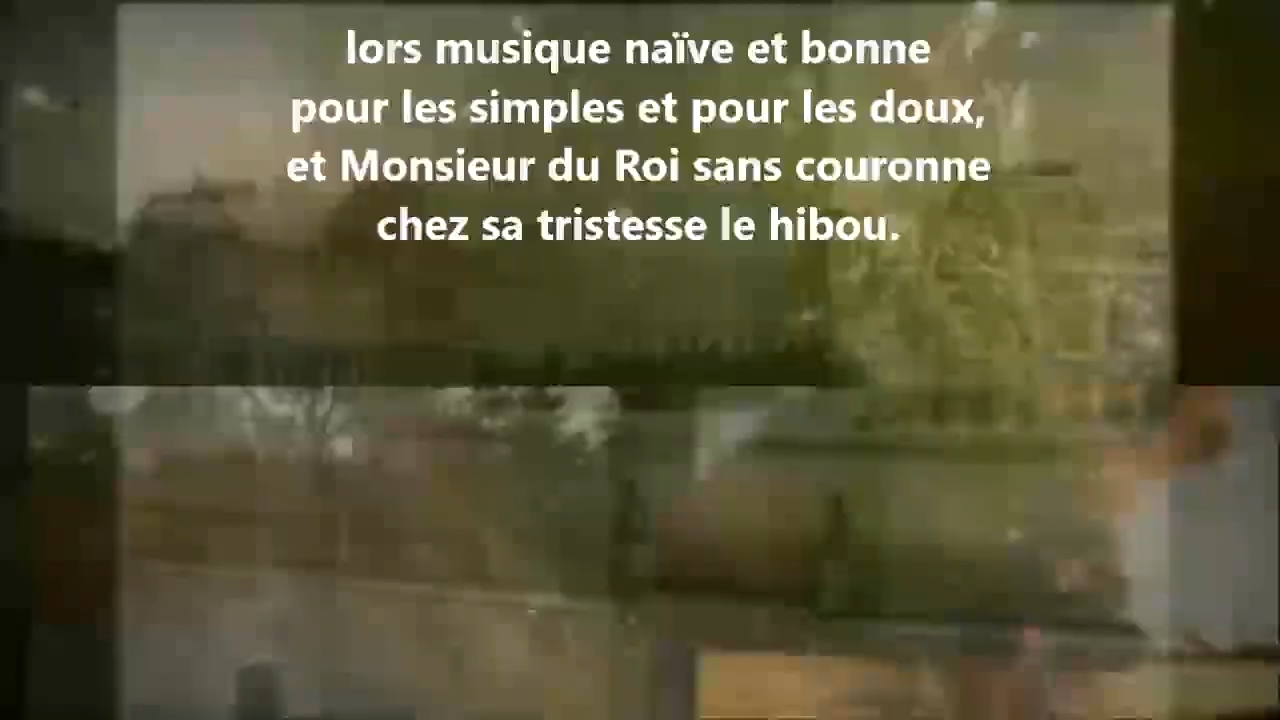 lors musique naïve et bonne
pour les simples et pour les doux,
et Monsieur du Roi sans couronne
chez sa tristesse le hibou.